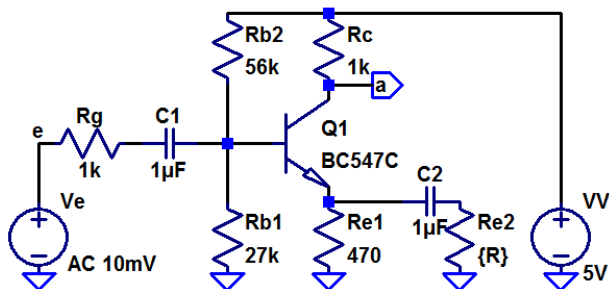 Rb2
56k
Rc
1k
a
e
Rg
1k
C1
1µF
Q1
BC547C
C2
1µF
Ve
AC 10mV
Rb1
27k
Re1
470
Re2
{R}
VV
5V